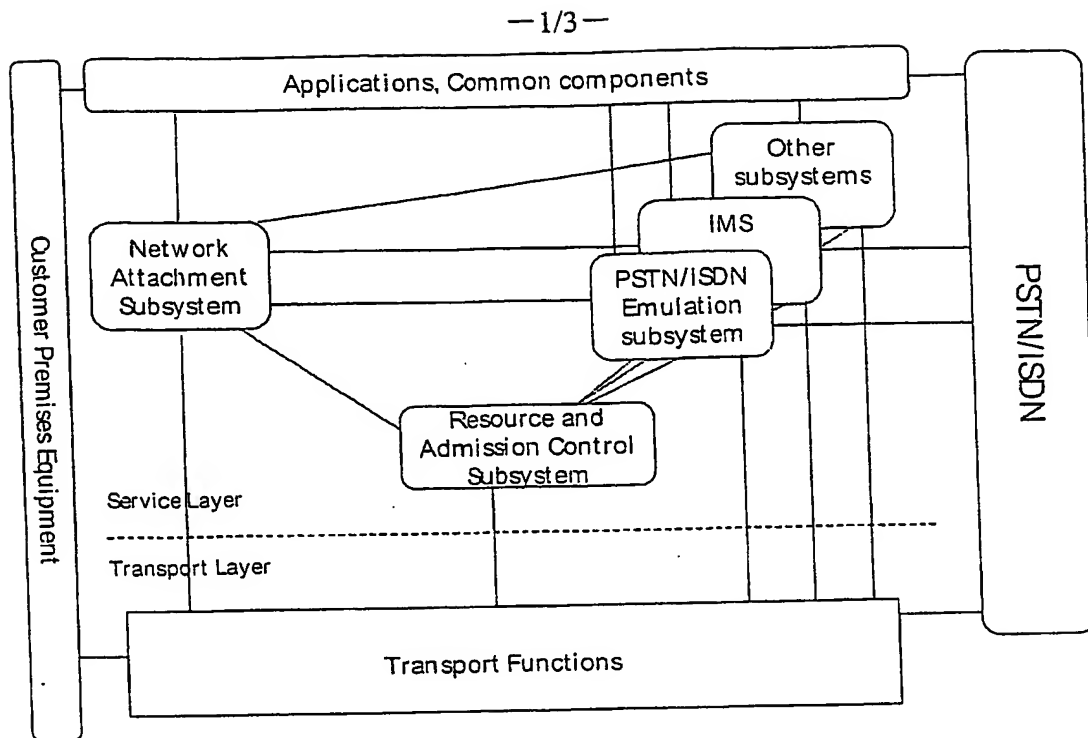 —1/3—
Applications, Common components
Other
subsystems
IMS
Network
Attachment
Subsystem
PSTN/ISDN
Emulation
subsystem
Resource and
Admission Control
Subsystem
Service Layer
Transport Layer
Transport Functions
Customer Premises Equipment
PSTN/ISDN